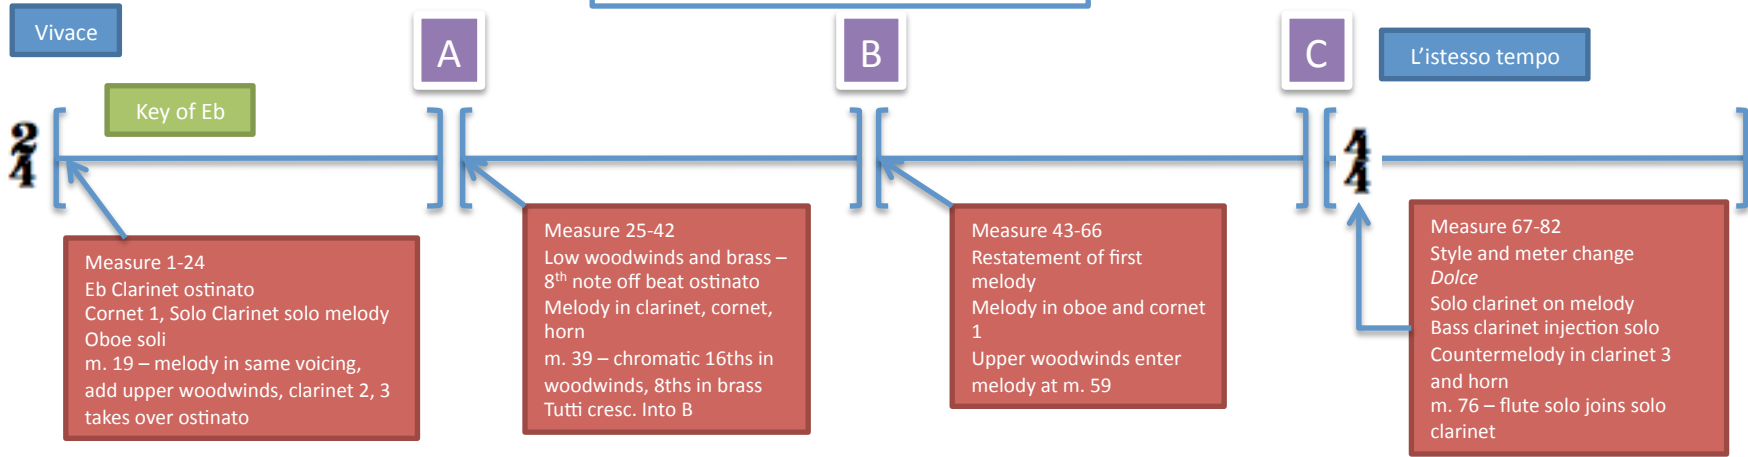 Vivace
A
B
C
L'istesso tempo
Key of Eb
2
4
4
4
Measure 1-24
Eb Clarinet ostinato
Cornet 1, Solo Clarinet solo melody
Oboe soli
m. 19 – melody in same voicing,
add upper woodwinds, clarinet 2, 3
takes over ostinato
Measure 25-42
Low woodwinds and brass –
8th note off beat ostinato
Melody in clarinet, cornet,
horn
m. 39 – chromatic 16ths in
woodwinds, 8ths in brass
Tutti cresc. Into B
Measure 43-66
Restatement of first
melody
Melody in oboe and cornet
1
Upper woodwinds enter
melody at m. 59
Measure 67-82
Style and meter change
Dolce
Solo clarinet on melody
Bass clarinet injection solo
Countermelody in clarinet 3
and horn
m. 76 – flute solo joins solo
clarinet